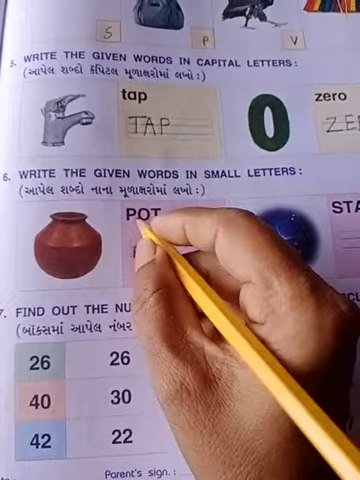 S P V
5. WRITE THE GIVEN WORDS IN CAPITAL LETTERS:
(આપેલ શબ્દો કૅપિટલ મૂળાક્ષરોમાં લખો:)
tap zero
TAP ZE
6. WRITE THE GIVEN WORDS IN SMALL LETTERS:
(આપેલ શબ્દો નાના મૂળાક્ષરોમાં લખો:)
POT STA
7. FIND OUT THE NU
(બૉક્સમાં આપેલ નંબર
26 26
40 30
42 22
Parent's sign.: